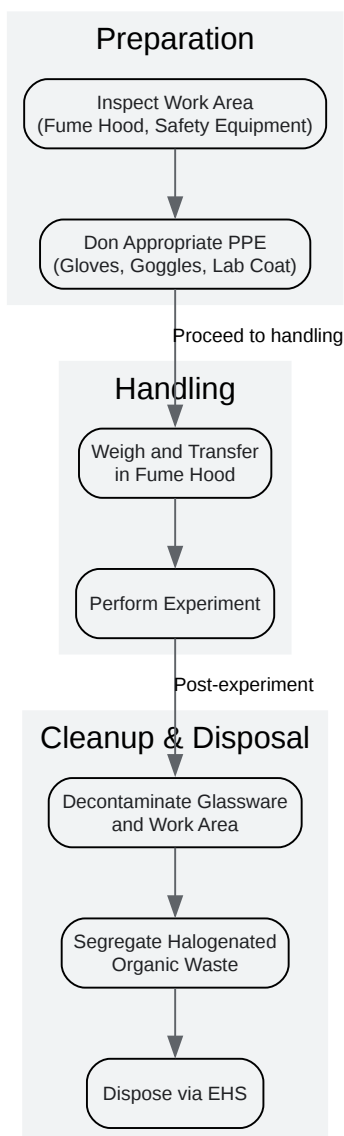 Preparation
Inspect Work Area
(Fume Hood, Safety Equipment)
Don Appropriate PPE
(Gloves, Goggles, Lab Coat)
Proceed to handling
Handling
Weigh and Transfer
in Fume Hood
Perform Experiment
Post-experiment
Cleanup & Disposal
Decontaminate Glassware
and Work Area
Segregate Halogenated
Organic Waste
Dispose via EHS